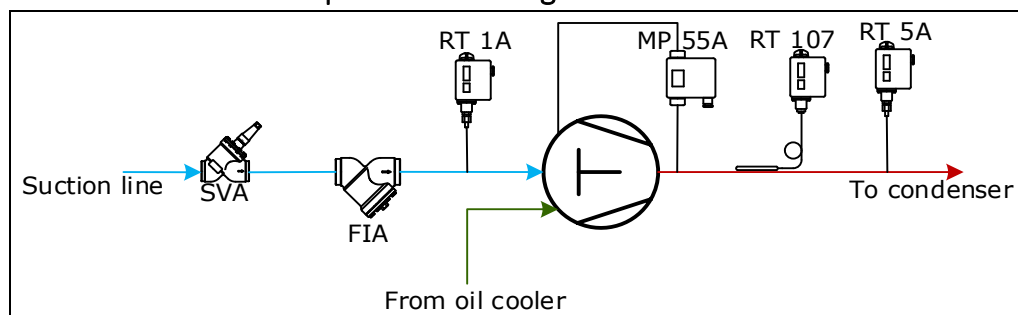 RT 1A
MP 55A
RT 107
RT 5A
Suction line
SVA
FIA
To condenser
From oil cooler